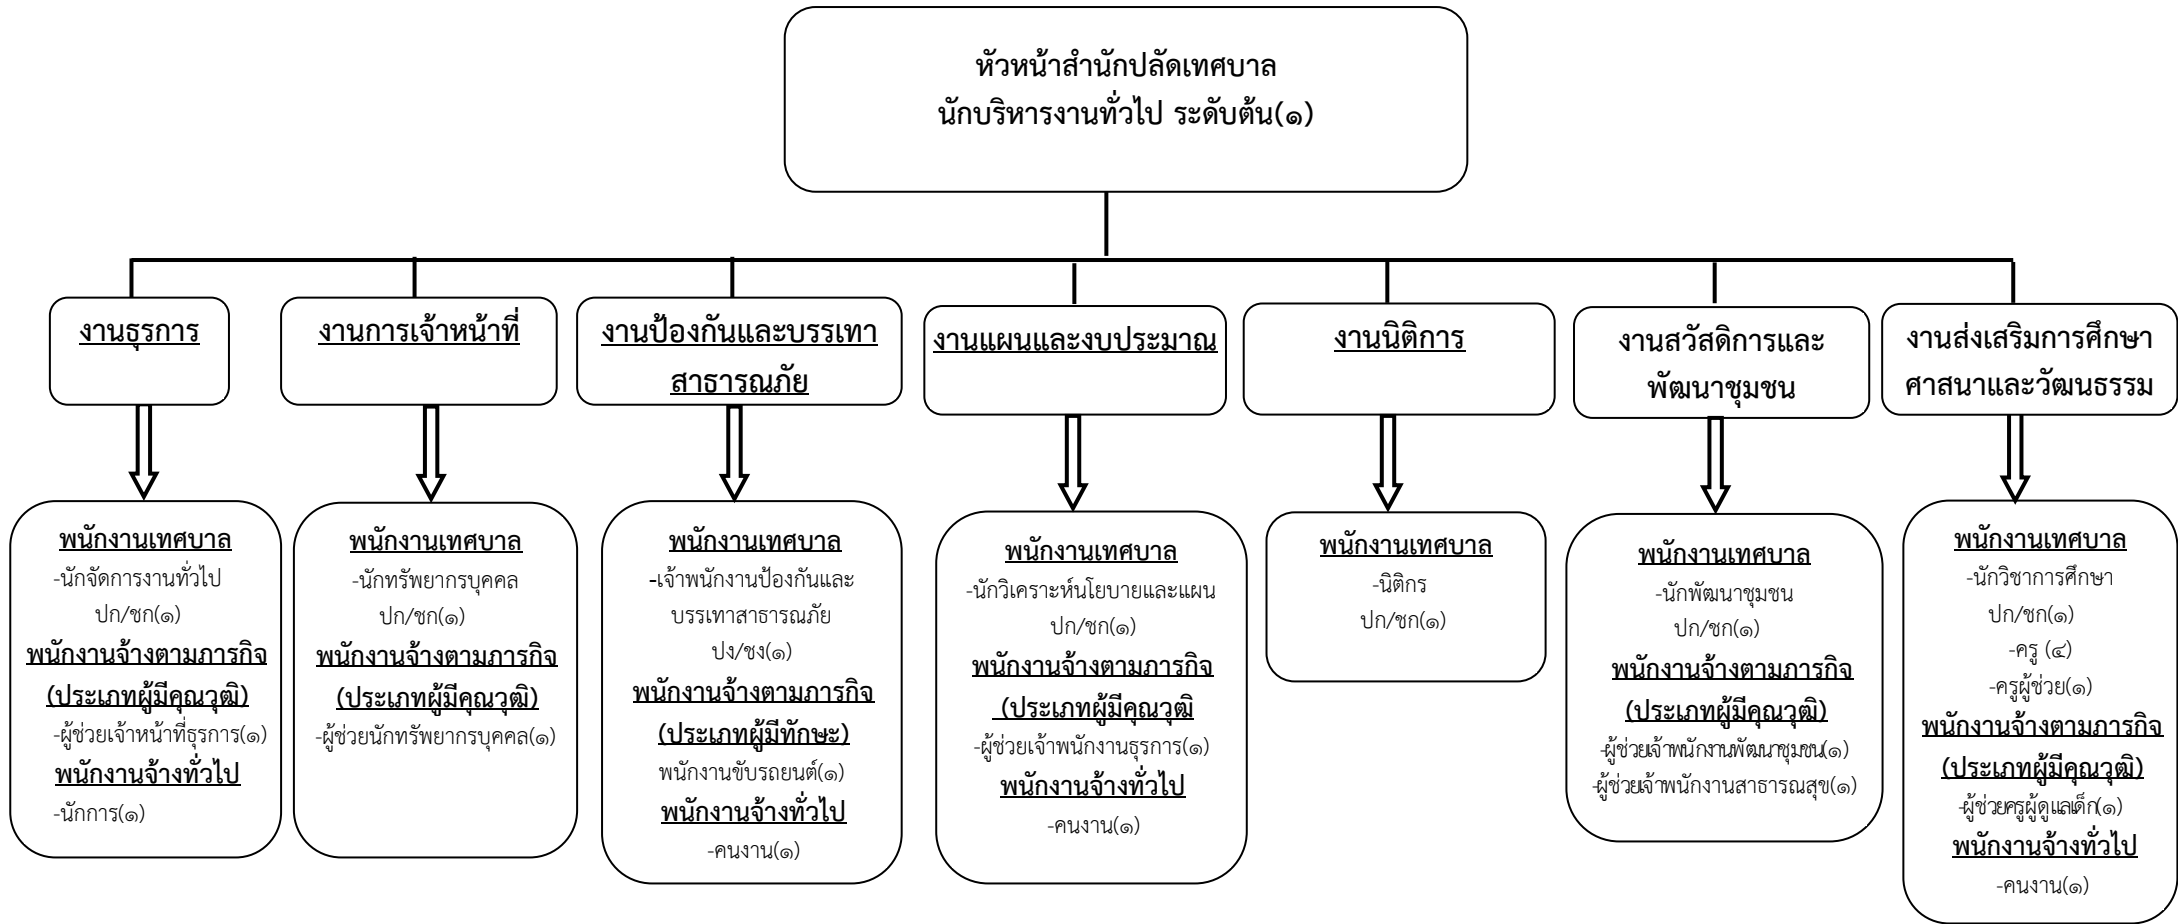 หัวหน้าสำนักปลัดเทศบาล
นักบริหารงานทั่วไป ระดับต้น(๑)
งานธุรการ
งานการเจ้าหน้าที่
งานป้องกันและบรรเทา
สาธารณภัย
งานแผนและงบประมาณ
งานนิติการ
งานสวัสดิการและ
พัฒนาชุมชน
งานส่งเสริมการศึกษา
ศาสนาและวัฒนธรรม
พนักงานเทศบาล
-นักจัดการงานทั่วไป
ปก/ชก(๑)
พนักงานจ้างตามภารกิจ
(ประเภทผู้มีคุณวุฒิ)
-ผู้ช่วยเจ้าหน้าที่ธุรการ(๑)
พนักงานจ้างทั่วไป
-นักการ(๑)
พนักงานเทศบาล
-นักทรัพยากรบุคคล
ปก/ชก(๑)
พนักงานจ้างตามภารกิจ
(ประเภทผู้มีคุณวุฒิ)
-ผู้ช่วยนักทรัพยากรบุคคล(๑)
พนักงานเทศบาล
-เจ้าพนักงานป้องกันและ
บรรเทาสาธารณภัย
ปง/ชง(๑)
พนักงานจ้างตามภารกิจ
(ประเภทผู้มีทักษะ)
พนักงานขับรถยนต์(๑)
พนักงานจ้างทั่วไป
-คนงาน(๑)
พนักงานเทศบาล
-นักวิเคราะห์นโยบายและแผน
ปก/ชก(๑)
พนักงานจ้างตามภารกิจ
(ประเภทผู้มีคุณวุฒิ
-ผู้ช่วยเจ้าพนักงานธุรการ(๑)
พนักงานจ้างทั่วไป
-คนงาน(๑)
พนักงานเทศบาล
-นิติกร
ปก/ชก(๑)
พนักงานเทศบาล
-นักพัฒนาชุมชน
ปก/ชก(๑)
พนักงานจ้างตามภารกิจ
(ประเภทผู้มีคุณวุฒิ)
-ผู้ช่วยเจ้าพนักงานพัฒนาชุมชน(๑)
-ผู้ช่วยเจ้าพนักงานสาธารณสุข(๑)
พนักงานเทศบาล
-นักวิชาการศึกษา
ปก/ชก(๑)
-ครู (๔)
-ครูผู้ช่วย(๑)
พนักงานจ้างตามภารกิจ
(ประเภทผู้มีคุณวุฒิ)
-ผู้ช่วยครูผู้ดูแลเด็ก(๑)
พนักงานจ้างทั่วไป
-คนงาน(๑)